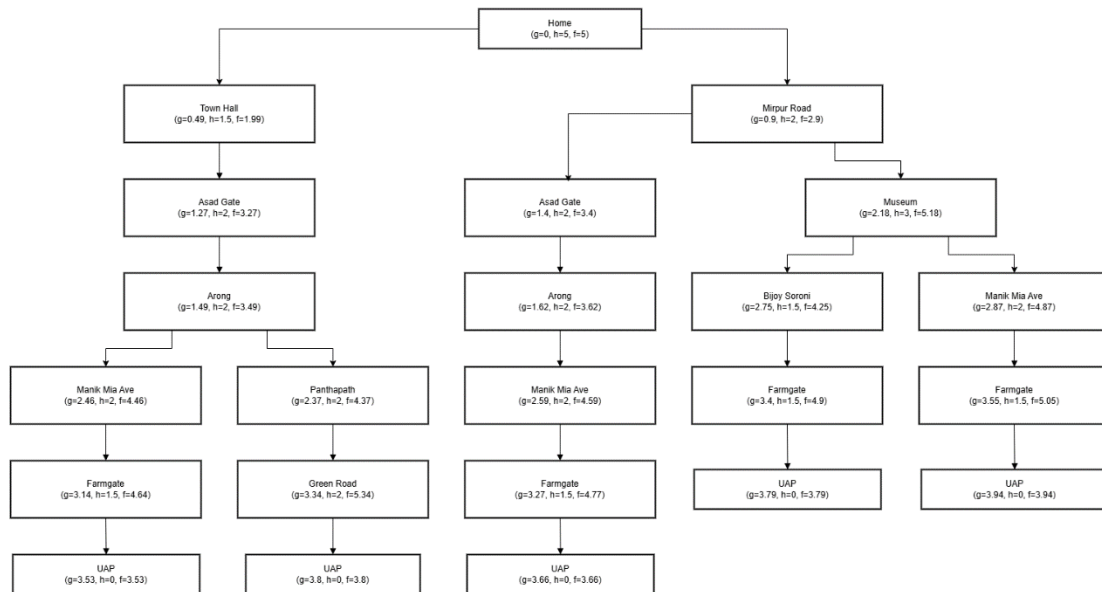 Home
(g=0, h=5, f=5)
Town Hall
(g=0.49, h=1.5, f=1.99)
Mirpur Road
(g=0.9, h=2, f=2.9)
Asad Gate
(g=1.27, h=2, f=3.27)
Asad Gate
(g=1.4, h=2, f=3.4)
Museum
(g=2.18, h=3, f=5.18)
Arong
(g=1.49, h=2, f=3.49)
Arong
(g=1.62, h=2, f=3.62)
Bijoy Soroni
(g=2.75, h=1.5, f=4.25)
Manik Mia Ave
(g=2.87, h=2, f=4.87)
Manik Mia Ave
(g=2.46, h=2, f=4.46)
Panthapath
(g=2.37, h=2, f=4.37)
Manik Mia Ave
(g=2.59, h=2, f=4.59)
Farmgate
(g=3.4, h=1.5, f=4.9)
Farmgate
(g=3.55, h=1.5, f=5.05)
Farmgate
(g=3.14, h=1.5, f=4.64)
Green Road
(g=3.34, h=2, f=5.34)
Farmgate
(g=3.27, h=1.5, f=4.77)
UAP
(g=3.79, h=0, f=3.79)
UAP
(g=3.94, h=0, f=3.94)
UAP
(g=3.53, h=0, f=3.53)
UAP
(g=3.8, h=0, f=3.8)
UAP
(g=3.66, h=0, f=3.66)